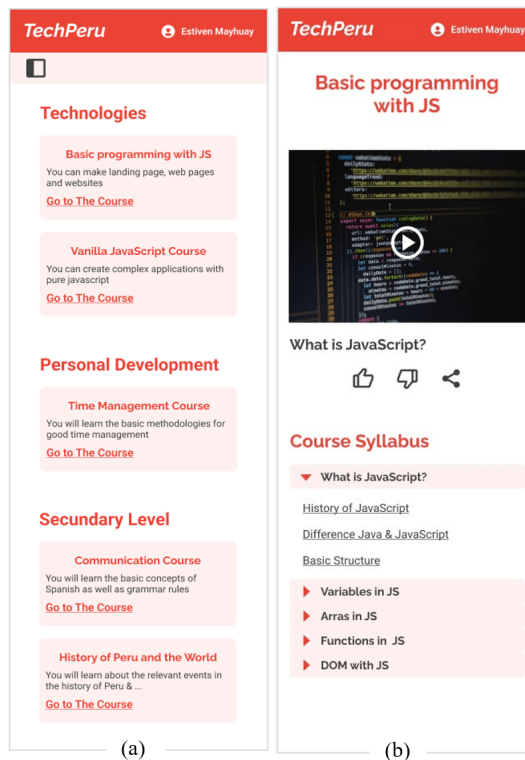 TechPeru
Estiven Mayhuay
Technologies
Basic programming with JS
You can make landing page, web pages
and websites
Go to The Course
Vanilla JavaScript Course
You can create complex applications with
pure javascript
Go to The Course
Personal Development
Time Management Course
You will learn the basic methodologies for
good time management
Go to The Course
Secundary Level
Communication Course
You will learn the basic concepts of
Spanish as well as grammar rules
Go to The Course
History of Peru and the World
You will learn about the relevant events in
the history of Peru & ...
Go to The Course
(a)
TechPeru
Estiven Mayhuay
Basic programming
with JS
What is JavaScript?
Course Syllabus
What is JavaScript?
History of JavaScript
Difference Java & JavaScript
Basic Structure
Variables in JS
Arras in JS
Functions in JS
DOM with JS
(b)